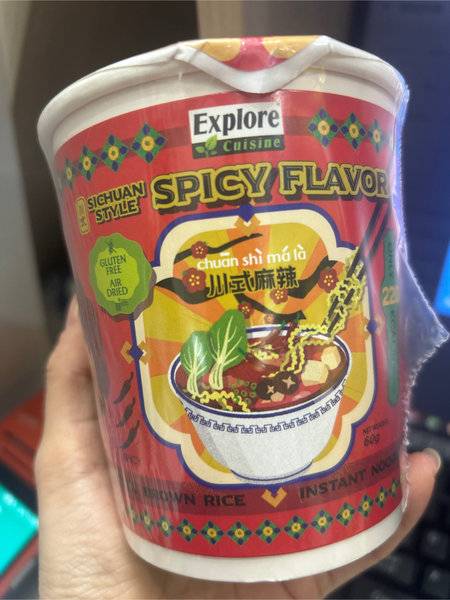 Explore
Cuisine
SICHUAN
STYLE
SPICY FLAVOR
GLUTEN
FREE
AIR
DRIED
chuān shì má là
川式麻辣
220
NET WEIGHT
60g
BROWN RICE
INSTANT